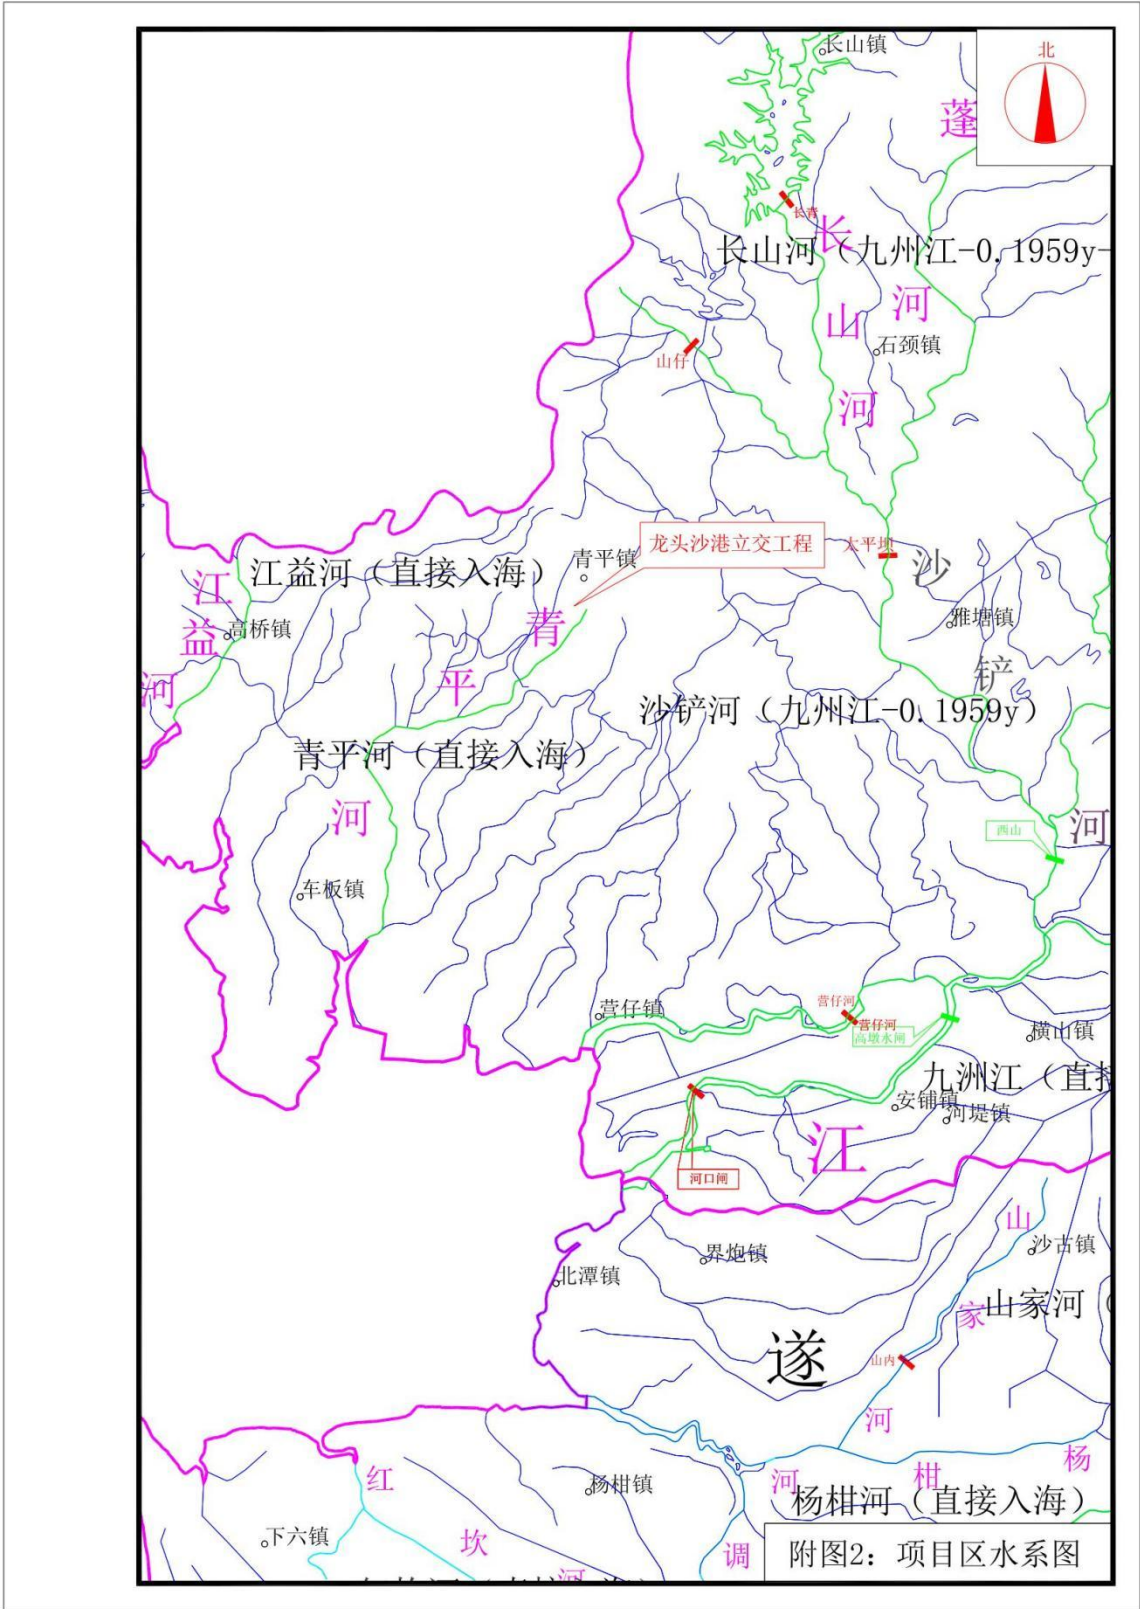 长山镇
北
蓬
长青
长
长山河（九州江-0.1959y-
河
山
石颈镇
山仔
河
龙头沙港立交工程
太平坝
青平镇
沙
江益河（直接入海）
江
益
高桥镇
河
青
雅塘镇
平
铲
沙铲河（九州江-0.1959y）
青平河（直接入海）
河
西山
河
车板镇
营仔镇
营仔河
营仔河
高墩水闸
横山镇
九洲江（直接
安铺镇
河堤镇
江
河口闸
山
沙古镇
界炮镇
北潭镇
家
山家河（
遂
山内
河
杨
红
柑
河
杨柑镇
杨柑河（直接入海）
下六镇
坎
调
河
附图2：项目区水系图